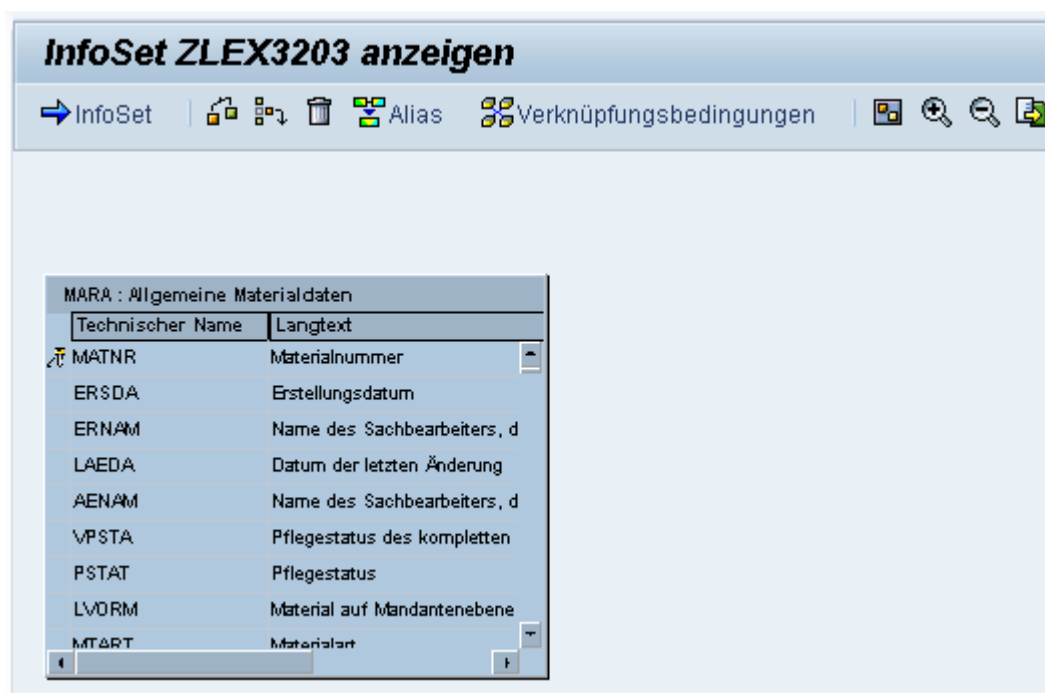 InfoSet ZLEX3203 anzeigen
InfoSet Alias Verknüpfungsbedingungen
MARA : Allgemeine Materialdaten
Technischer Name Langtext
MATNR Materialnummer
ERSDA Erstellungsdatum
ERNAM Name des Sachbearbeiters, d
LAEDA Datum der letzten Änderung
AENAM Name des Sachbearbeiters, d
VPSTA Pflegestatus des kompletten
PSTAT Pflegestatus
LVORM Material auf Mandantenebene
MTART Materialart